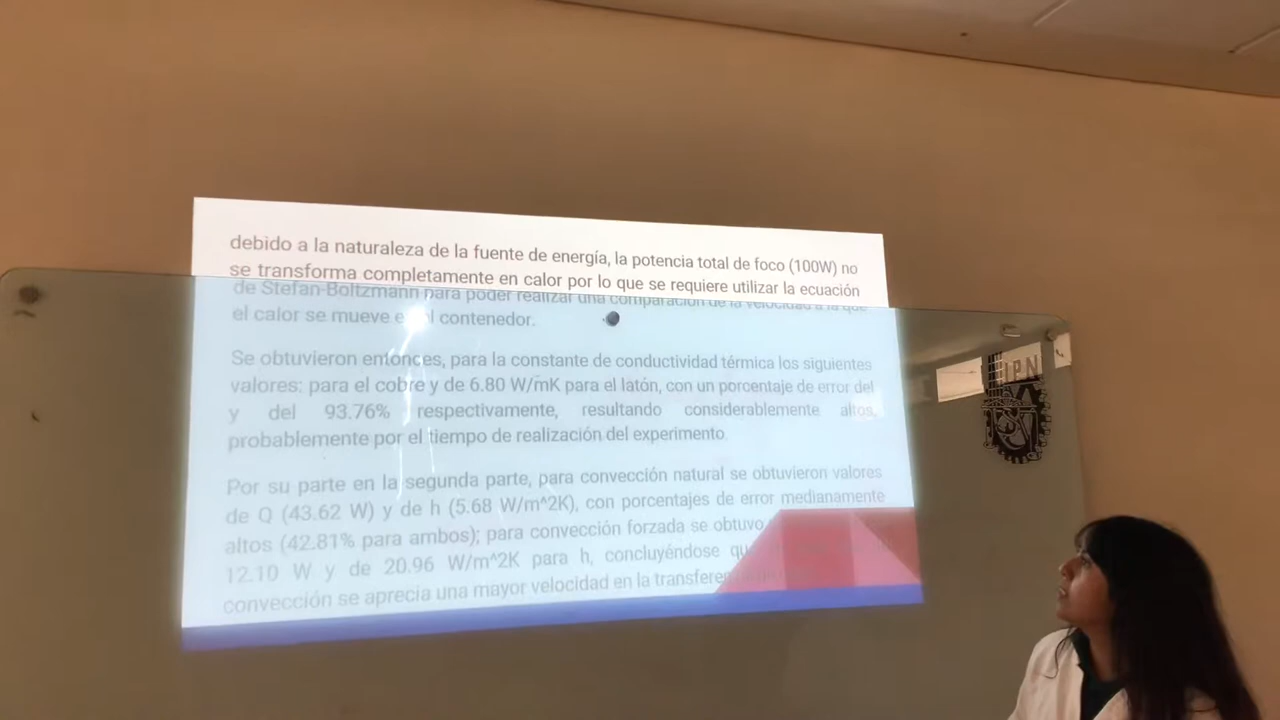 debido a la naturaleza de la fuente de energía, la potencia total de foco (100W) no
se transforma completamente en calor por lo que se requiere utilizar la ecuación
de Stefan-Boltzmann para poder realizar una comparación de la velocidad a la que
el calor se mueve e l contenedor.
Se obtuvieron entonces, para la constante de conductividad térmica los siguientes
valores: para el cobre y de 6.80 W/mK para el latón, con un porcentaje de error del
y del 93.76% respectivamente, resultando considerablemente altos,
probablemente por el tiempo de realización del experimento
Por su parte en la segunda parte, para convección natural se obtuvieron valores
de Q (43.62 W) y de h (5.68 W/m^2K), con porcentajes de error medianamente
altos (42.81% para ambos); para convección forzada se obtuvo
12.10 W y de 20.96 W/m^2K para h, concluyéndose qu
convección se aprecia una mayor velocidad en la transferen
IPN